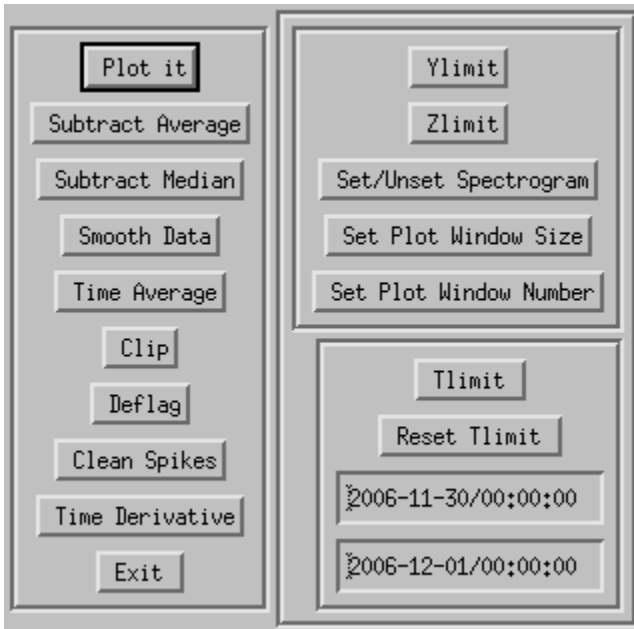 Plot it
Subtract Average
Subtract Median
Smooth Data
Time Average
Clip
Deflag
Clean Spikes
Time Derivative
Exit
Ylimit
Zlimit
Set/Unset Spectrogram
Set Plot Window Size
Set Plot Window Number
Tlimit
Reset Tlimit
2006-11-30/00:00:00
2006-12-01/00:00:00